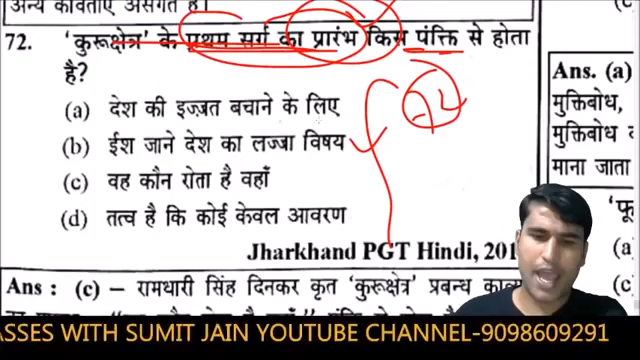 अन्य कविताएँ असंगत हैं।
72. 'कुरूक्षेत्र' के प्रथम सर्ग का प्रारंभ किस पंक्ति से होता
है?
(a) देश की इज्ज़त बचाने के लिए
(b) ईश जाने देश का लज्जा विषय
(c) वह कौन रोता है वहाँ
(d) तत्व है कि कोई केवल आवरण
Jharkhand PGT Hindi, 201
Ans : (c) – रामधारी सिंह दिनकर कृत 'कुरूक्षेत्र' प्रबन्ध
Ans. (a)
मुक्तिबोध,
मुक्तिबोध
माना जाता
(a)
ASSES WITH SUMIT JAIN YOUTUBE CHANNEL-9098609291